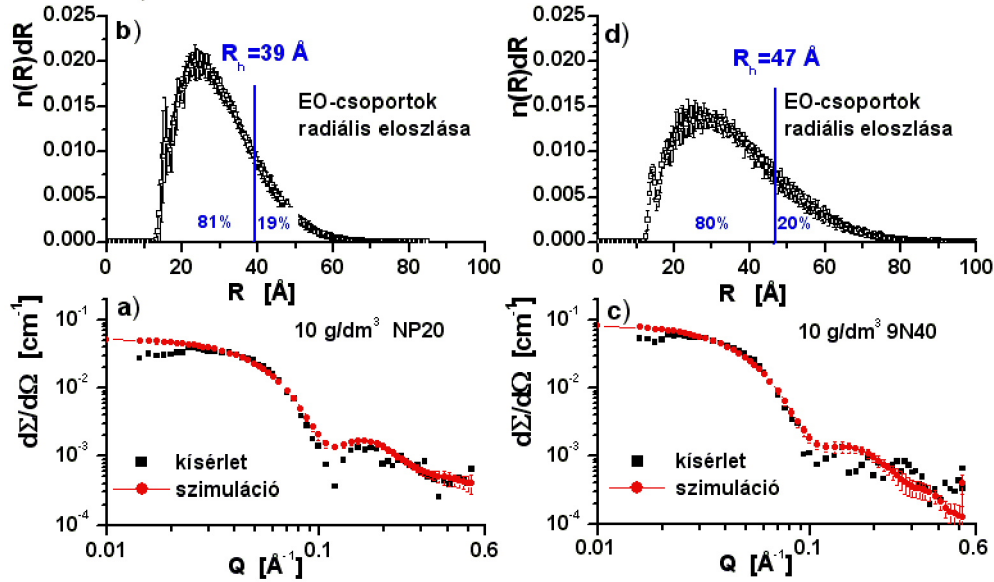 b)
n(R)dR
0.025
0.020
0.015
0.010
0.005
0.000
R_h=39 Å
EO-csoportok
radiális eloszlása
81%
19%
0
20
40
60
80
100
R [Å]
d)
n(R)dR
0.025
0.020
0.015
0.010
0.005
0.000
R_h=47 Å
EO-csoportok
radiális eloszlása
80%
20%
0
20
40
60
80
100
R [Å]
a)
dΣ/dΩ [cm⁻¹]
10⁻¹
10⁻²
10⁻³
10⁻⁴
10 g/dm³ NP20
kísérlet
szimuláció
0.01
0.1
0.6
Q [Å⁻¹]
c)
dΣ/dΩ [cm⁻¹]
10⁻¹
10⁻²
10⁻³
10⁻⁴
10 g/dm³ 9N40
kísérlet
szimuláció
0.01
0.1
0.6
Q [Å⁻¹]